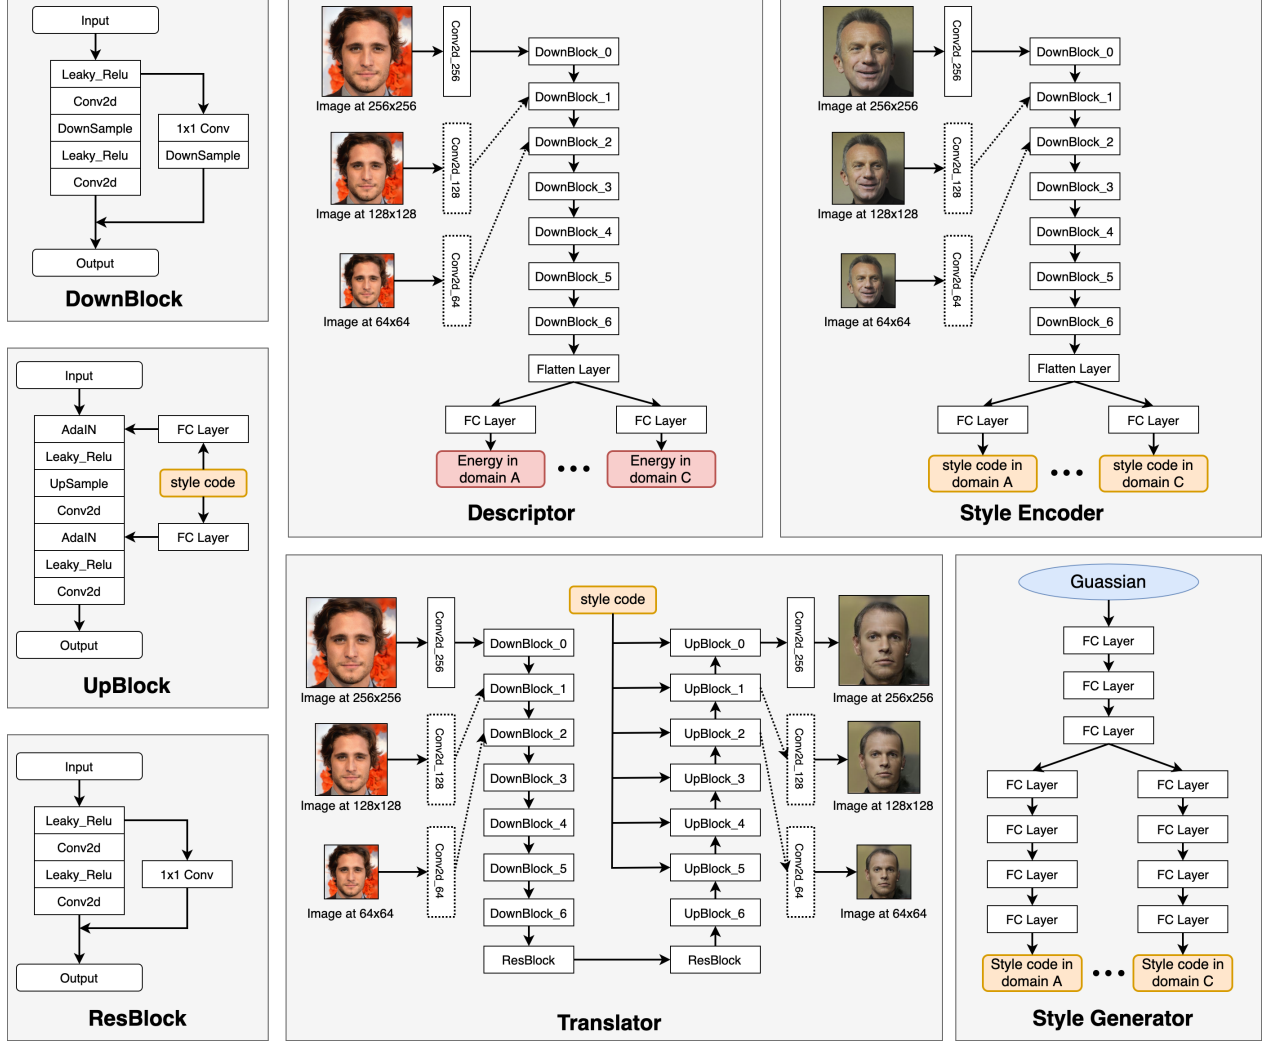 Input
Leaky_Relu
Conv2d
DownSample
Leaky_Relu
Conv2d
1x1 Conv
DownSample
Output
DownBlock
Input
AdaIN
Leaky_Relu
UpSample
Conv2d
AdaIN
Leaky_Relu
Conv2d
FC Layer
style code
FC Layer
Output
UpBlock
Input
Leaky_Relu
Conv2d
Leaky_Relu
Conv2d
1x1 Conv
Output
ResBlock
Image at 256x256
Conv2d_256
Image at 128x128
Conv2d_128
Image at 64x64
Conv2d_64
DownBlock_0
DownBlock_1
DownBlock_2
DownBlock_3
DownBlock_4
DownBlock_5
DownBlock_6
Flatten Layer
FC Layer
FC Layer
Energy in
domain A
Energy in
domain C
Descriptor
Image at 256x256
Conv2d_256
Image at 128x128
Conv2d_128
Image at 64x64
Conv2d_64
DownBlock_0
DownBlock_1
DownBlock_2
DownBlock_3
DownBlock_4
DownBlock_5
DownBlock_6
Flatten Layer
FC Layer
FC Layer
style code in
domain A
style code in
domain C
Style Encoder
Image at 256x256
Conv2d_256
Image at 128x128
Conv2d_128
Image at 64x64
Conv2d_64
DownBlock_0
DownBlock_1
DownBlock_2
DownBlock_3
DownBlock_4
DownBlock_5
DownBlock_6
ResBlock
style code
UpBlock_0
UpBlock_1
UpBlock_2
UpBlock_3
UpBlock_4
UpBlock_5
UpBlock_6
ResBlock
Conv2d_256
Image at 256x256
Conv2d_128
Image at 128x128
Conv2d_64
Image at 64x64
Translator
Guassian
FC Layer
FC Layer
FC Layer
FC Layer
FC Layer
FC Layer
FC Layer
Style code in
domain A
FC Layer
FC Layer
FC Layer
FC Layer
Style code in
domain C
Style Generator